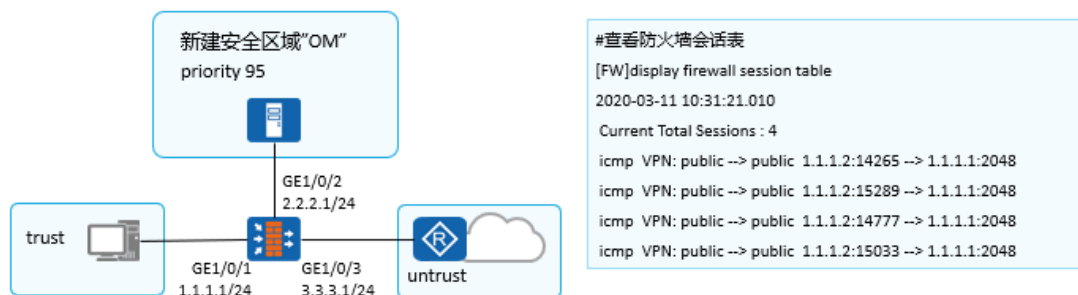 新建安全区域"OM"
priority 95
GE1/0/2
2.2.2.1/24
trust
GE1/0/1
1.1.1.1/24
GE1/0/3
3.3.3.1/24
R
untrust
#查看防火墙会话表
[FW]display firewall session table
2020-03-11 10:31:21.010
Current Total Sessions : 4
icmp VPN: public --> public 1.1.1.2:14265 --> 1.1.1.1:2048
icmp VPN: public --> public 1.1.1.2:15289 --> 1.1.1.1:2048
icmp VPN: public --> public 1.1.1.2:14777 --> 1.1.1.1:2048
icmp VPN: public --> public 1.1.1.2:15033 --> 1.1.1.1:2048